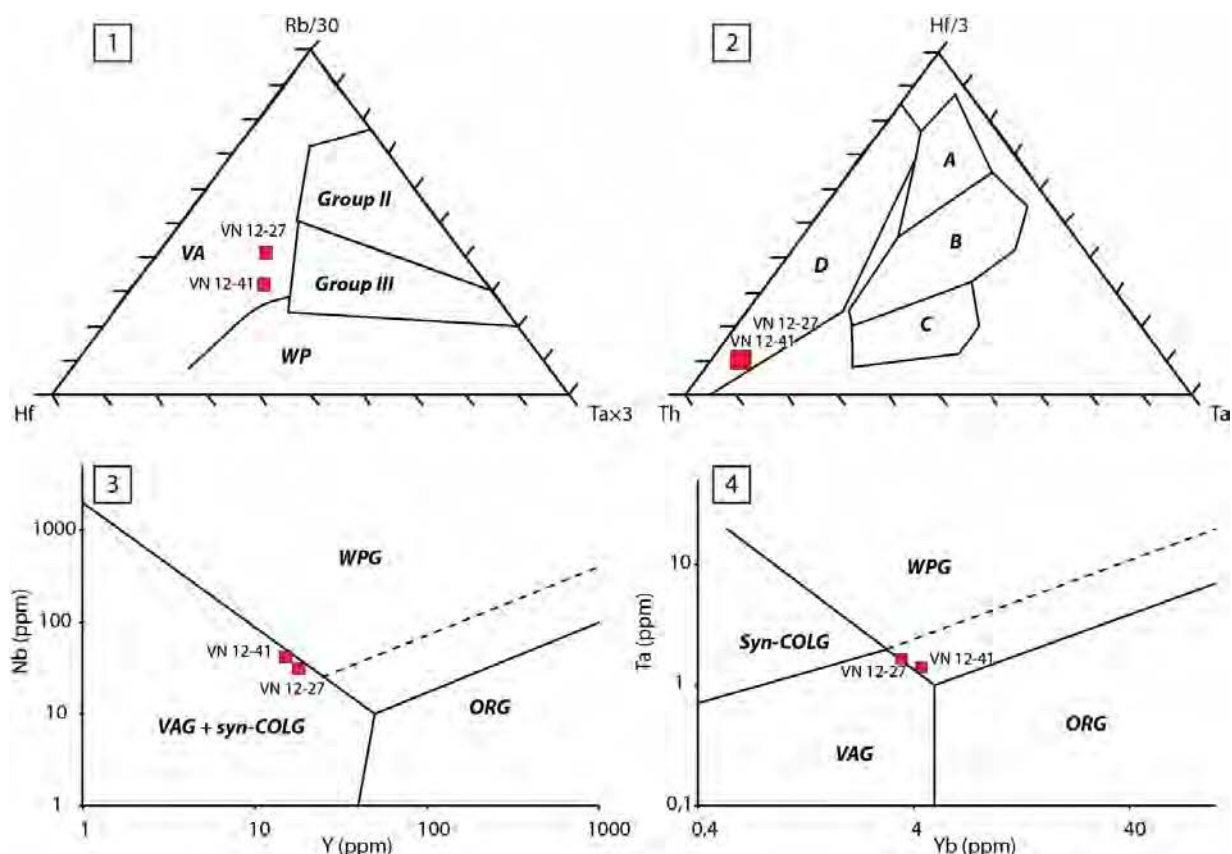 1
Rb/30
Group II
VN 12-27
VA
VN 12-41
Group III
WP
Hf
Ta×3
2
Hf/3
A
B
D
C
VN 12-27
VN 12-41
Th
Ta
3
1000
WPG
100
Nb (ppm)
VN 12-41
VN 12-27
10
ORG
VAG + syn-COLG
1
1
10
100
1000
Y (ppm)
4
10
WPG
Ta (ppm)
Syn-COLG
VN 12-27
VN 12-41
1
ORG
VAG
0,1
0.4
4
40
Yb (ppm)